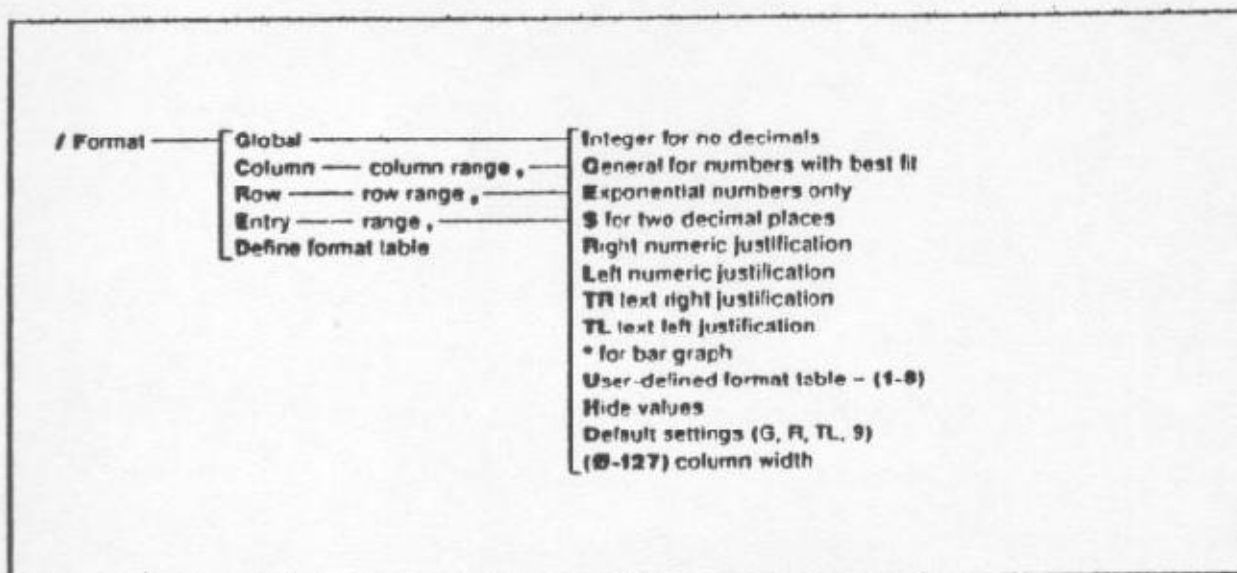 / Format Global Integer for no decimals
Column column range , General for numbers with best fit
Row row range , Exponential numbers only
Entry range , $ for two decimal places
Define format table Right numeric justification
Left numeric justification
TR text right justification
TL text left justification
* for bar graph
User-defined format table – (1-8)
Hide values
Default settings (G, R, TL, 9)
(Ø-127) column width